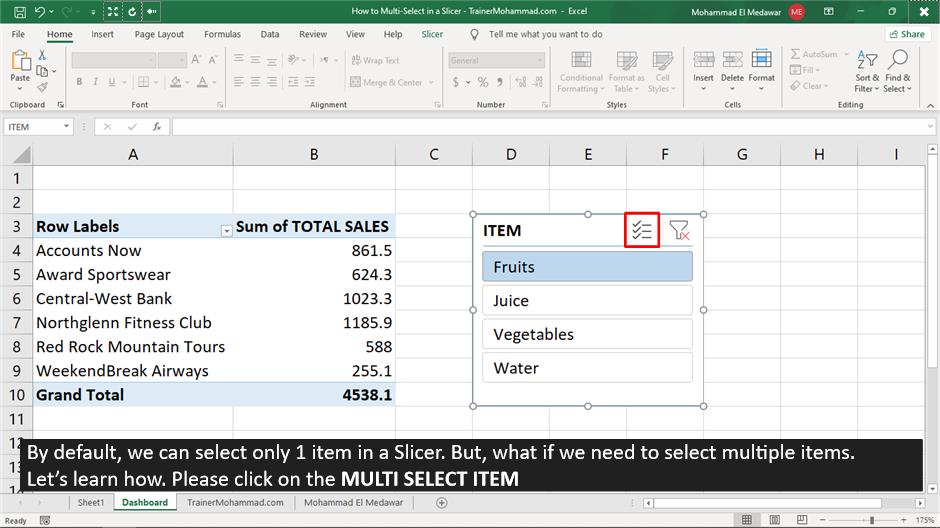 How to Multi-Select in a Slicer - TrainerMohammad.com - Excel
Mohammad El Medawar ME
File Home Insert Page Layout Formulas Data Review View Help Slicer Tell me what you want to do Share
Paste
Clipboard
B I U A A A
Font
Wrap Text
Merge & Center
Alignment
General
$ % 9
Number
Conditional Formatting
Format as Table
Cell Styles
Styles
Insert Delete Format
Cells
AutoSum
Fill
Clear
Sort & Filter
Find & Select
Editing
ITEM fx
A B C D E F G H I
1
2
3 Row Labels Sum of TOTAL SALES
4 Accounts Now 861.5
5 Award Sportswear 624.3
6 Central-West Bank 1023.3
7 Northglenn Fitness Club 1185.9
8 Red Rock Mountain Tours 588
9 WeekendBreak Airways 255.1
10 Grand Total 4538.1
11
ITEM
Fruits
Juice
Vegetables
Water
By default, we can select only 1 item in a Slicer. But, what if we need to select multiple items.
Let’s learn how. Please click on the MULTI SELECT ITEM
Sheet1 Dashboard TrainerMohammad.com Mohammad El Medawar
Ready 175%